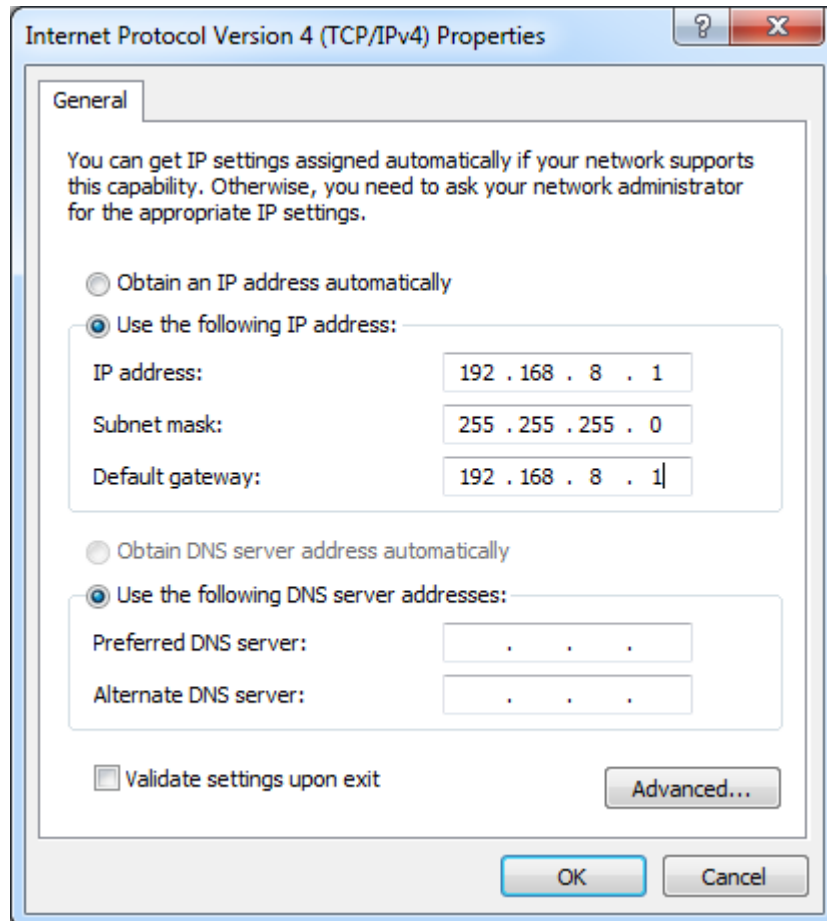 Internet Protocol Version 4 (TCP/IPv4) Properties
General
You can get IP settings assigned automatically if your network supports
this capability. Otherwise, you need to ask your network administrator
for the appropriate IP settings.
Obtain an IP address automatically
Use the following IP address:
IP address: 192 . 168 . 8 . 1
Subnet mask: 255 . 255 . 255 . 0
Default gateway: 192 . 168 . 8 . 1
Obtain DNS server address automatically
Use the following DNS server addresses:
Preferred DNS server: . . .
Alternate DNS server: . . .
Validate settings upon exit
Advanced...
OK Cancel